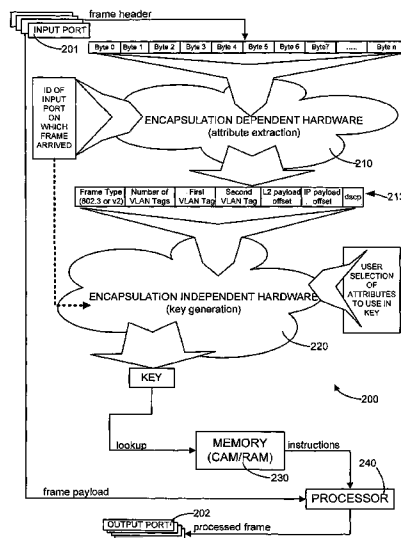 frame header
INPUT PORT
201
Byte 0 Byte 1 Byte 2 Byte 3 Byte 4 Byte 5 Byte 6 Byte7 ..... Byte n
ID OF
INPUT
PORT
ON
WHICH
FRAME
ARRIVED
ENCAPSULATION DEPENDENT HARDWARE
(attribute extraction)
210
Frame Type
(802.3 or v2)
Number of
VLAN Tags
First
VLAN Tag
Second
VLAN Tag
L2 payload
offset
IP payload
offset
dscp
213
ENCAPSULATION INDEPENDENT HARDWARE
(key generation)
USER
SELECTION
OF
ATTRIBUTES
TO USE IN
KEY
220
KEY
200
lookup
MEMORY
(CAM/RAM)
instructions
230
240
PROCESSOR
frame payload
202
OUTPUT PORT
processed frame